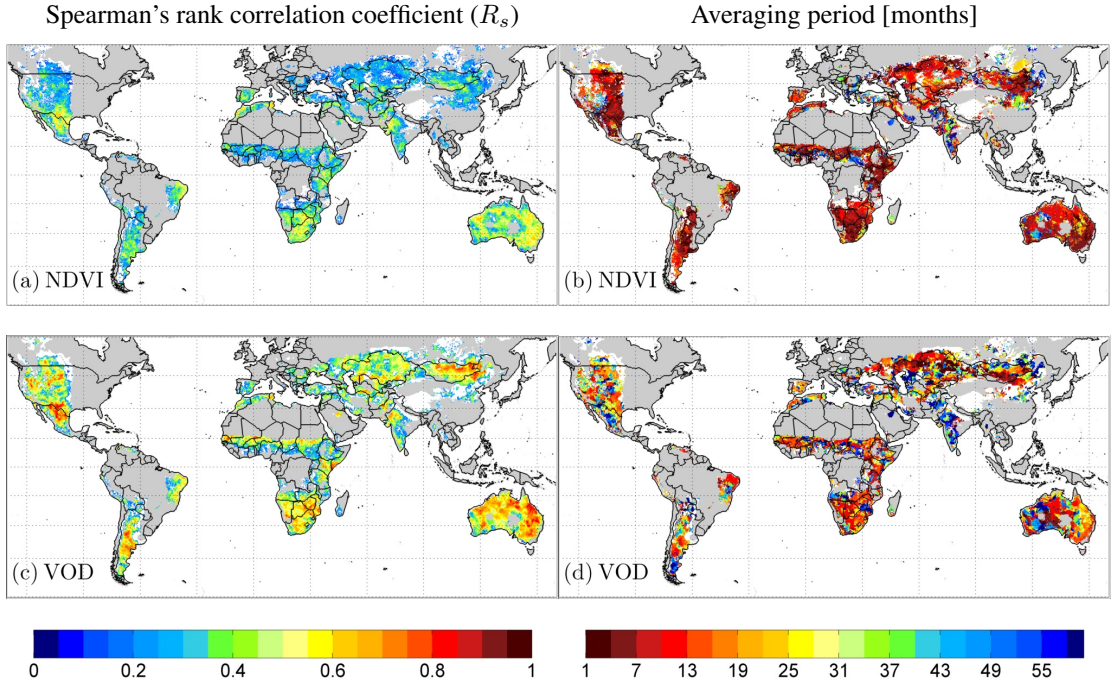 Spearman's rank correlation coefficient (Rₛ)
Averaging period [months]
(a) NDVI
(b) NDVI
(c) VOD
(d) VOD
0 0.2 0.4 0.6 0.8 1
1 7 13 19 25 31 37 43 49 55